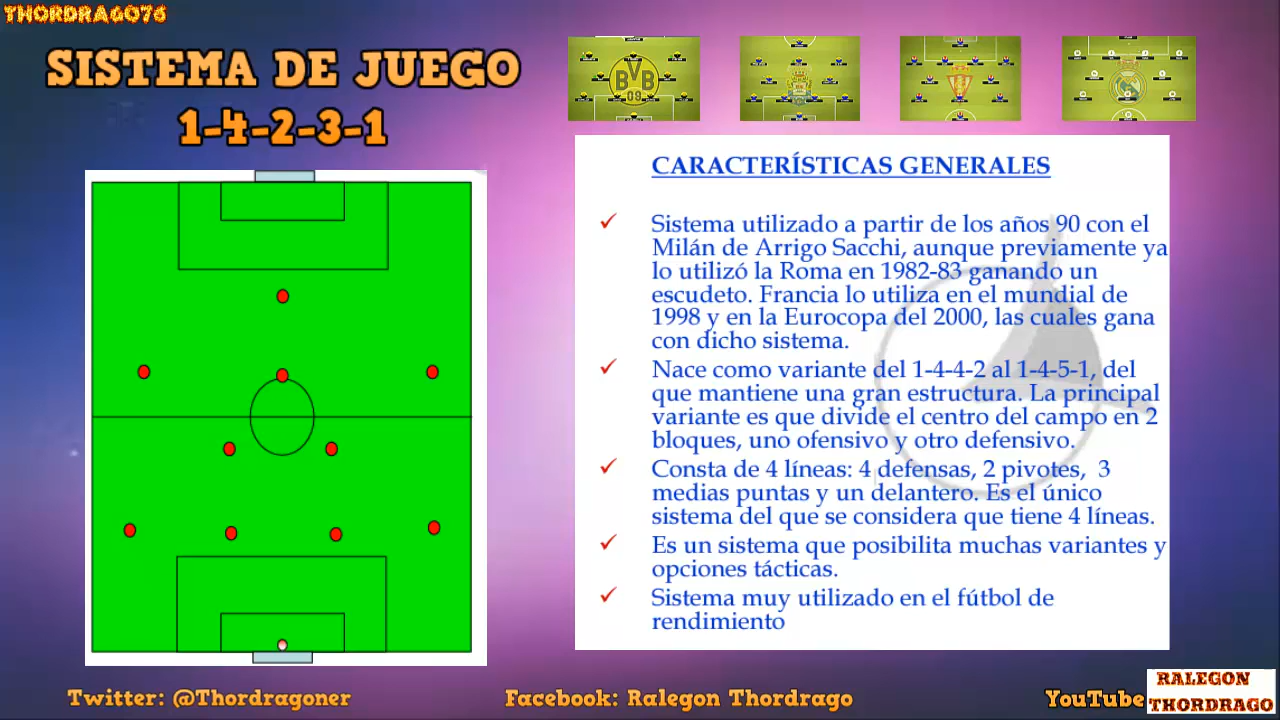 THORDRAGO76
SISTEMA DE JUEGO
1-4-2-3-1
BVB
09
CARACTERÍSTICAS GENERALES
Sistema utilizado a partir de los años 90 con el
Milán de Arrigo Sacchi, aunque previamente ya
lo utilizó la Roma en 1982-83 ganando un
escudeto. Francia lo utiliza en el mundial de
1998 y en la Eurocopa del 2000, las cuales gana
con dicho sistema.
Nace como variante del 1-4-4-2 al 1-4-5-1, del
que mantiene una gran estructura. La principal
variante es que divide el centro del campo en 2
bloques, uno ofensivo y otro defensivo.
Consta de 4 líneas: 4 defensas, 2 pivotes, 3
medias puntas y un delantero. Es el único
sistema del que se considera que tiene 4 líneas.
Es un sistema que posibilita muchas variantes y
opciones tácticas.
Sistema muy utilizado en el fútbol de
rendimiento
Twitter: @Thordragoner
Facebook: Ralegon Thordrago
YouTube
RALEGON
THORDRAGO